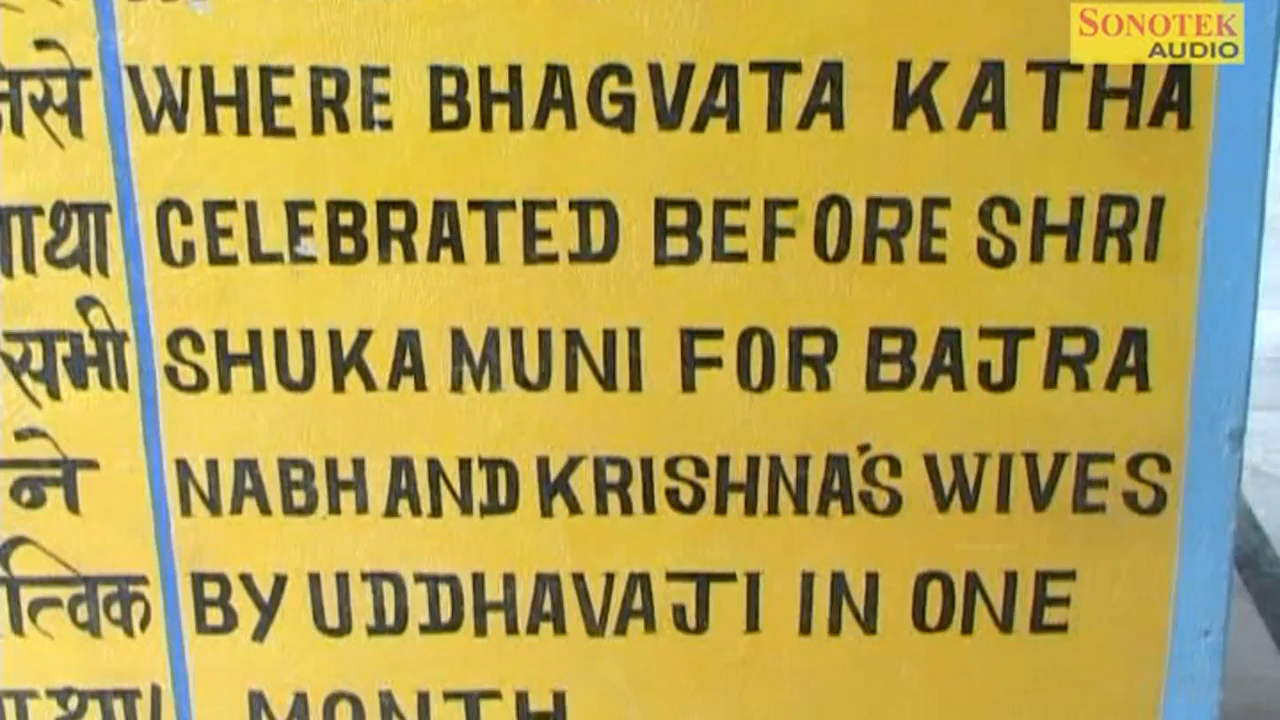 SONOTEK
AUDIO
WHERE BHAGVATA KATHA
CELEBRATED BEFORE SHRI
SHUKA MUNI FOR BAJRA
NABH AND KRISHNA'S WIVES
BY UDDHAVAJI IN ONE
MONTH
सभी
ने